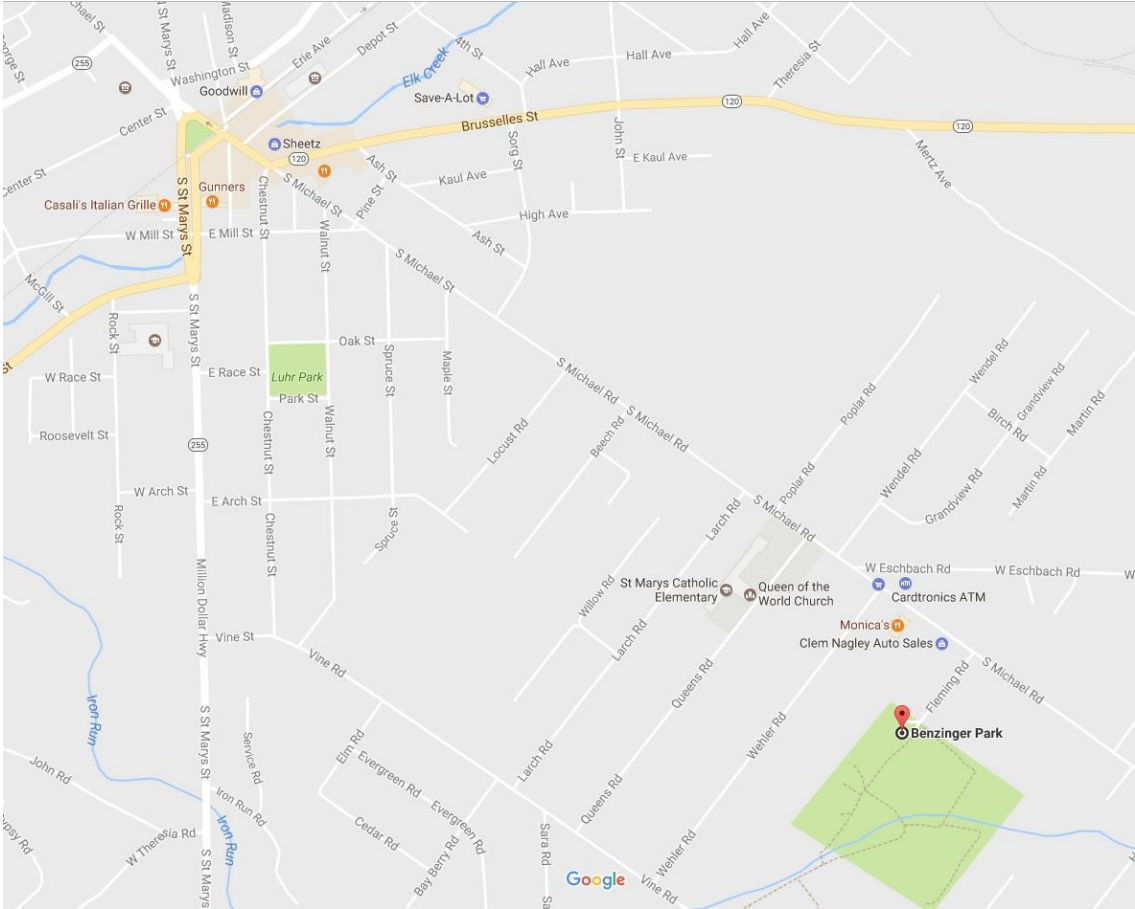 N St Marys St
Madison St
Hall Ave
Erie Ave
Depot St
4th St
Hall Ave
Theresia St
255
Washington St
Elk Creek
Hall Ave
Goodwill
Save-A-Lot
120
Center St
Brusselles St
120
Sheetz
120
John St
E Kaul Ave
Mertz Ave
Ash St
Sorg St
Center St
Kaul Ave
Gunners
Chestnut St
S Michael St
Pine St
Casali's Italian Grille
S St Marys St
High Ave
W Mill St
E Mill St
Walnut St
Ash St
McGill St
S Michael St
S St Marys St
Rock St
Oak St
W Race St
E Race St
Luhr Park
Spruce St
Maple St
S Michael Rd
Wendel Rd
Grandview Rd
Park St
Poplar Rd
Martin Rd
Chestnut St
Walnut St
S Michael Rd
Birch Rd
Roosevelt St
255
Locust Rd
Beech Rd
Poplar Rd
Wendel Rd
Martin Rd
W Arch St
E Arch St
Larch Rd
S Michael Rd
Grandview Rd
Rock St
Chestnut St
Spruce St
W Eschbach Rd
W Eschbach Rd
W
Million Dollar Hwy
Willow Rd
St Marys Catholic
Elementary
Queen of the
World Church
ATM
Cardtronics ATM
Monica's
Vine St
Larch Rd
Clem Nagley Auto Sales
Vine Rd
Queens Rd
Fleming Rd
S Michael Rd
Iron Run
S St Marys St
Service Rd
Elm Rd
Wehler Rd
Benzinger Park
John Rd
Evergreen Rd
Larch Rd
Iron Run Rd
Evergreen Rd
Queens Rd
W Theresia Rd
Iron Run
Cedar Rd
Sara Rd
Wehler Rd
S St Marys
Bay Berry Rd
Google
Vine Rd